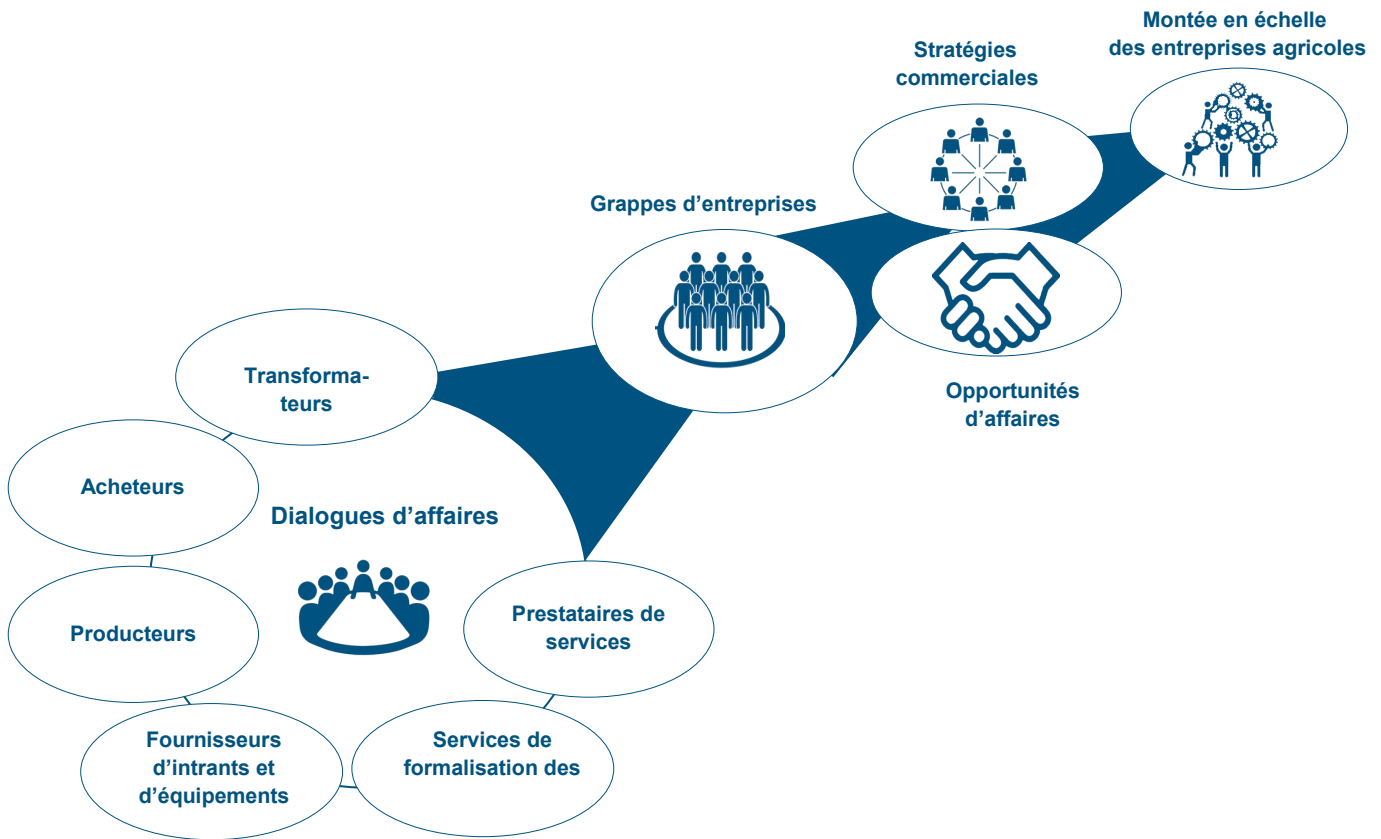 Montée en échelle
des entreprises agricoles
Stratégies
commerciales
Grappes d’entreprises
Opportunités
d’affaires
Transforma-
teurs
Acheteurs
Dialogues d’affaires
Producteurs
Prestataires de
services
Fournisseurs
d’intrants et
d’équipements
Services de
formalisation des